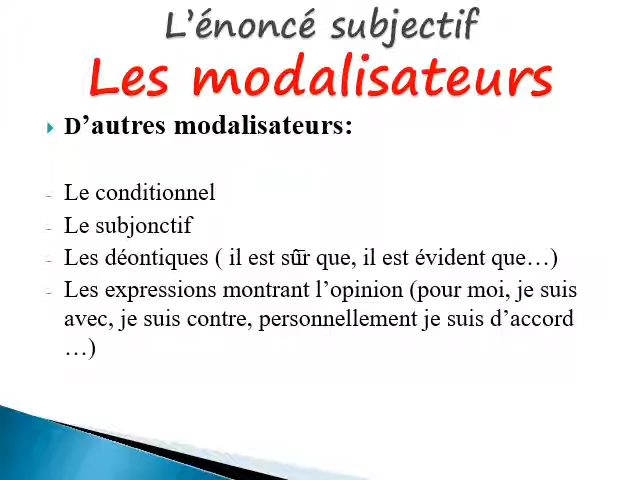 L’énoncé subjectif
Les modalisateurs
D’autres modalisateurs:
- Le conditionnel
- Le subjonctif
- Les déontiques ( il est sûr que, il est évident que…)
- Les expressions montrant l’opinion (pour moi, je suis
avec, je suis contre, personnellement je suis d’accord
…)